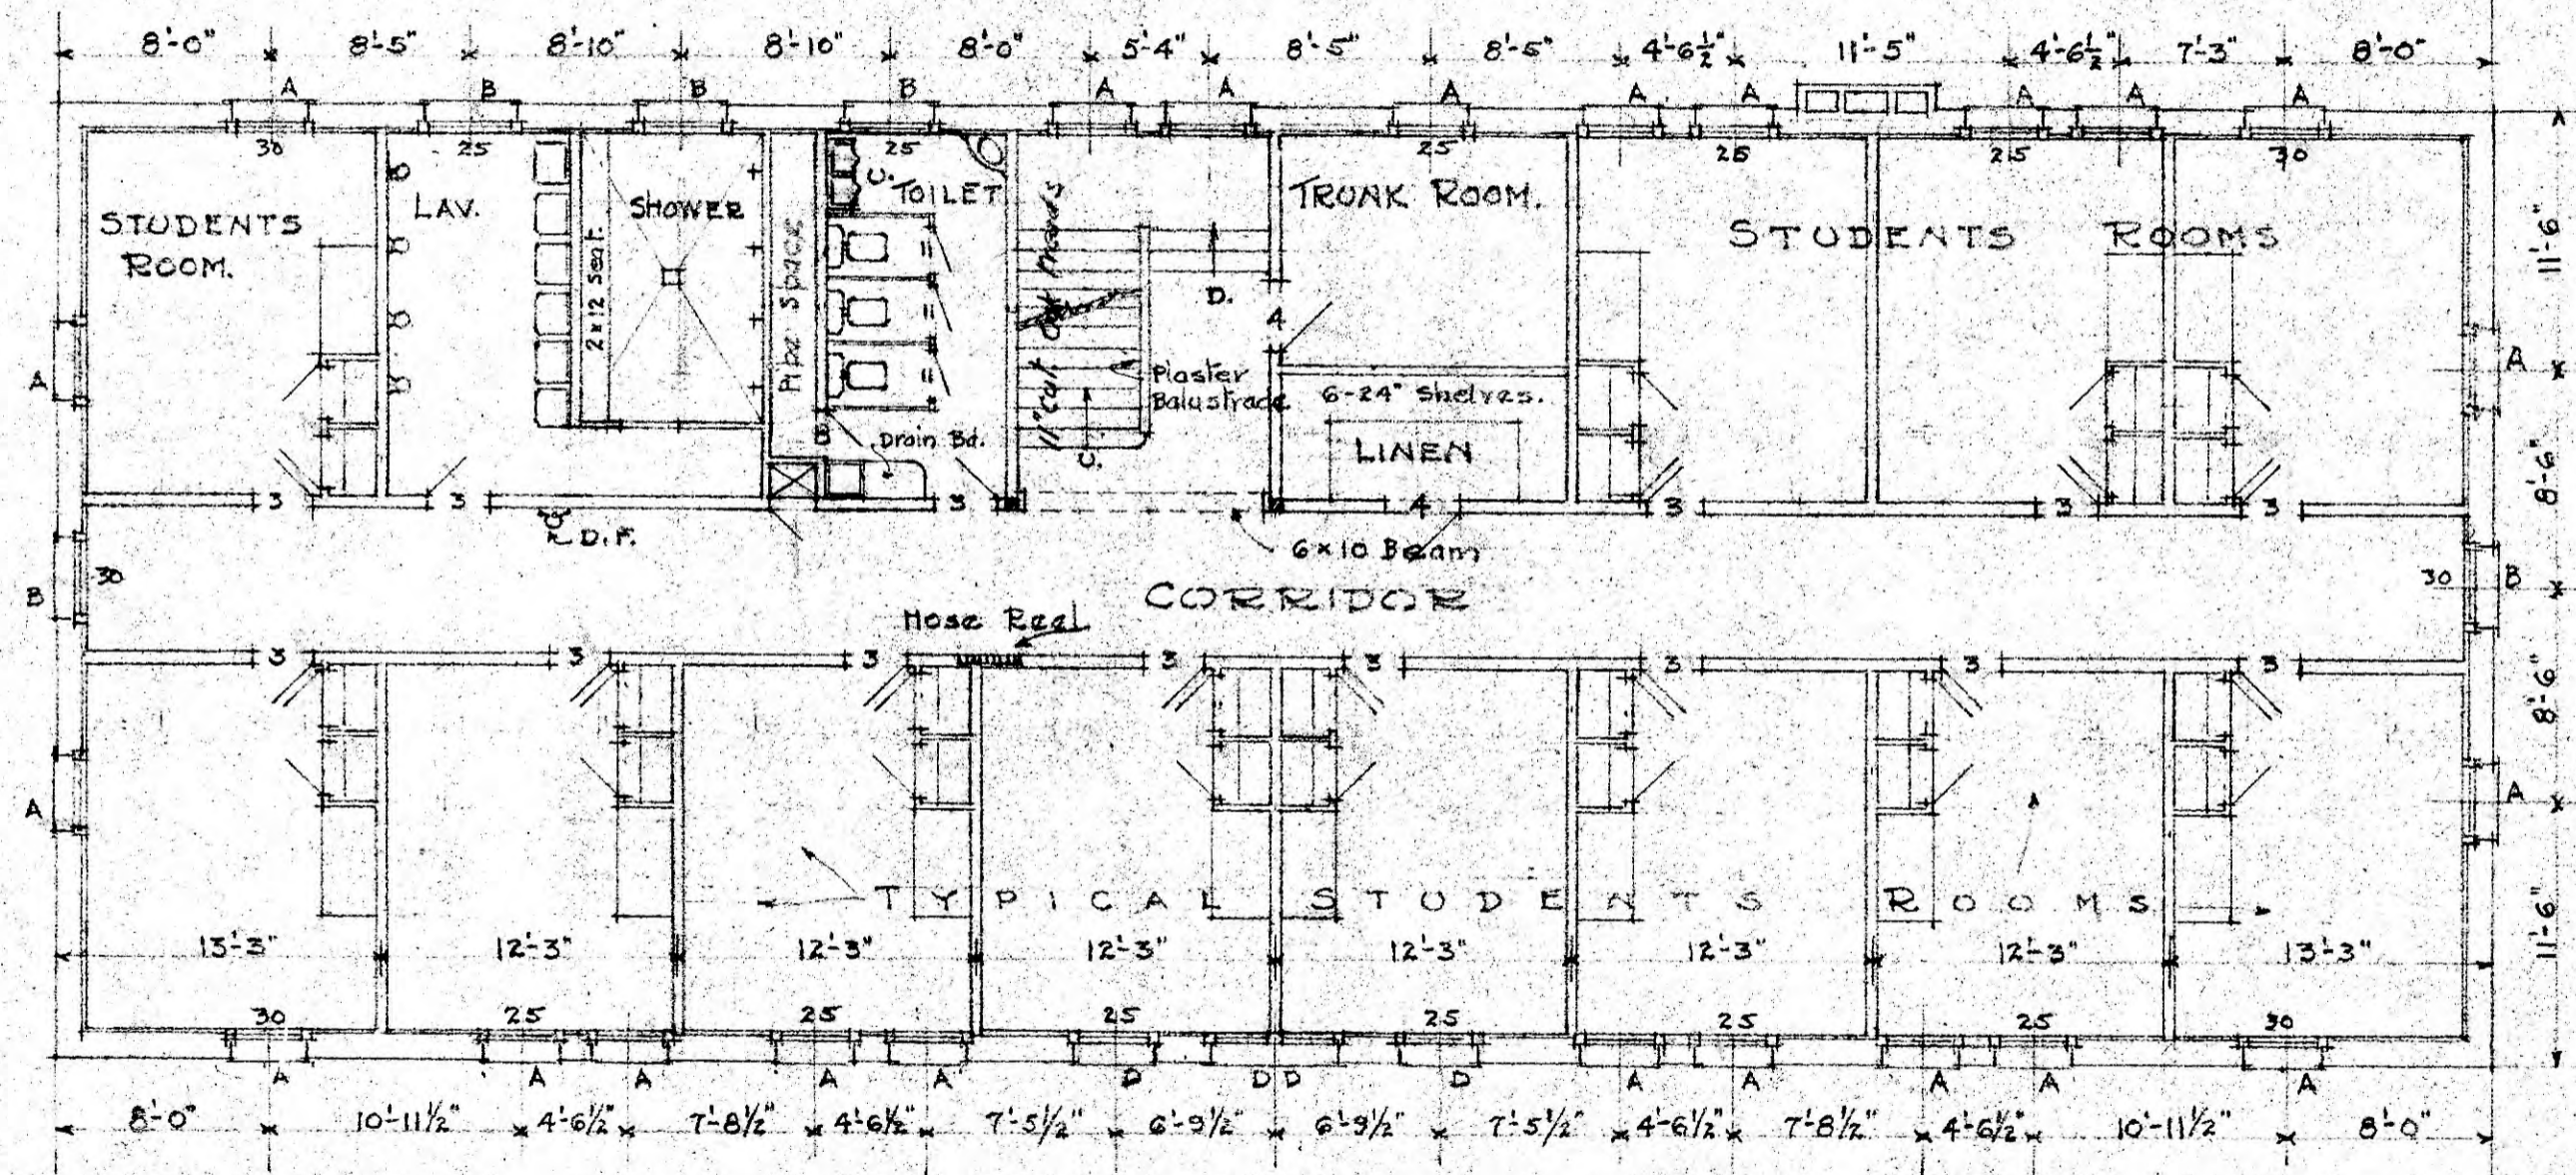 8'-0" 8'-5" 8'-10" 8'-10" 8'-0" 5'-4" 8'-5" 8'-5" 4'-6½" 11'-5" 4'-6½" 7'-3" 8'-0"
A B B B A A A A A A A A
30 25 25 25 25 25 30
STUDENTS
ROOM.
LAV.
2x12 Seat.
SHOWER
Pipe Space
U.
TOILET
D.
TRUNK ROOM.
STUDENTS ROOMS
11'-6"
4
A
Plaster
Balustrade
6-24" Shelves.
A
8
Drain Bd.
U.
LINEN
8'-6"
3 3 3 4 3 3 3
D.F.
6x10 Beam
B 30
30 B
CORRIDOR
Hose Reel
3 3 3 3 3 3 3 3
8'-6"
A
A
TYPICAL STUDENTS ROOMS
11'-6"
13'-3" 12'-3" 12'-3" 12'-3" 12'-3" 12'-3" 12'-3" 13'-3"
30 25 25 25 25 25 25 30
A A A A A D D D D A A A A A
8'-0" 10'-11½" 4'-6½" 7'-8½" 4'-6½" 7'-5½" 6'-9½" 6'-9½" 7'-5½" 4'-6½" 7'-8½" 4'-6½" 10'-11½" 8'-0"